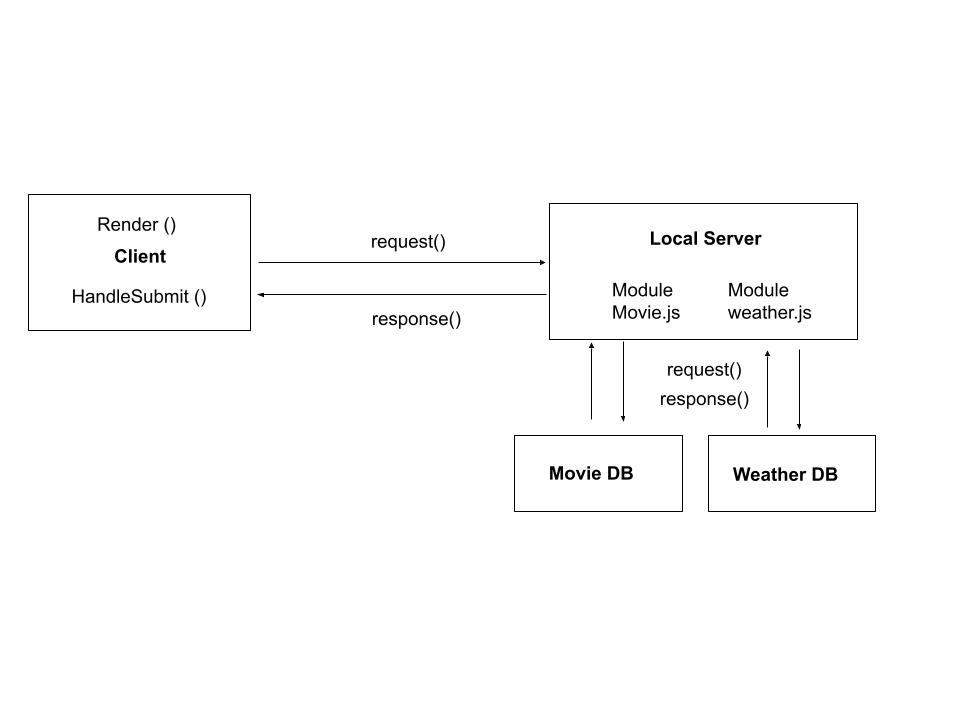 Render ()
Client
HandleSubmit ()
request()
response()
Local Server
Module
Movie.js
Module
weather.js
request()
response()
Movie DB
Weather DB